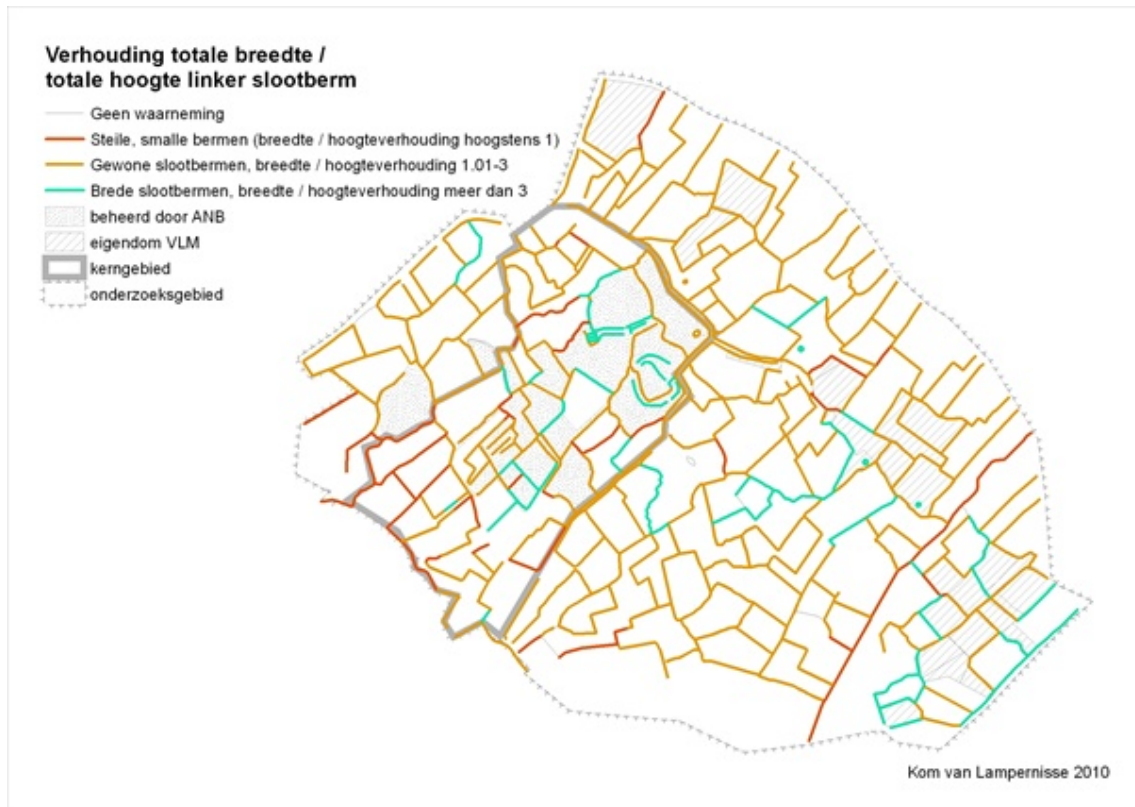 Verhouding totale breedte /
totale hoogte linker slootberm
Geen waarneming
Steile, smalle bermen (breedte / hoogteverhouding hoogstens 1)
Gewone slootbermen, breedte / hoogteverhouding 1.01-3
Brede slootbermen, breedte / hoogteverhouding meer dan 3
beheerd door ANB
eigendom VLM
kerngebied
onderzoeksgebied
Kom van Lampernisse 2010